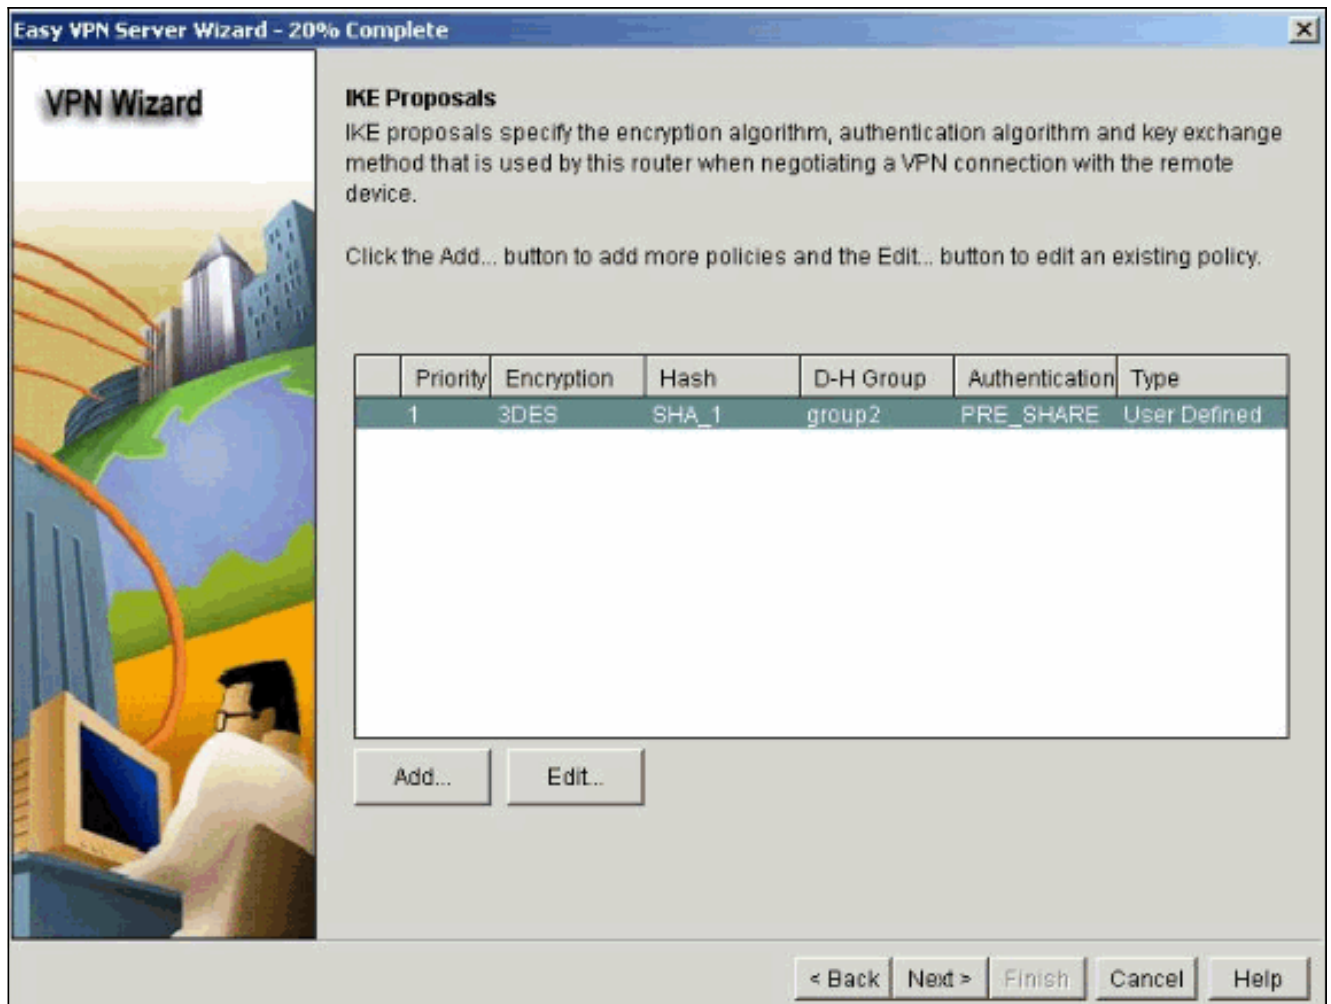 Easy VPN Server Wizard - 20% Complete
VPN Wizard
IKE Proposals
IKE proposals specify the encryption algorithm, authentication algorithm and key exchange
method that is used by this router when negotiating a VPN connection with the remote
device.
Click the Add... button to add more policies and the Edit... button to edit an existing policy.
Priority Encryption Hash D-H Group Authentication Type
1 3DES SHA_1 group2 PRE_SHARE User Defined
Add... Edit...
< Back Next > Finish Cancel Help